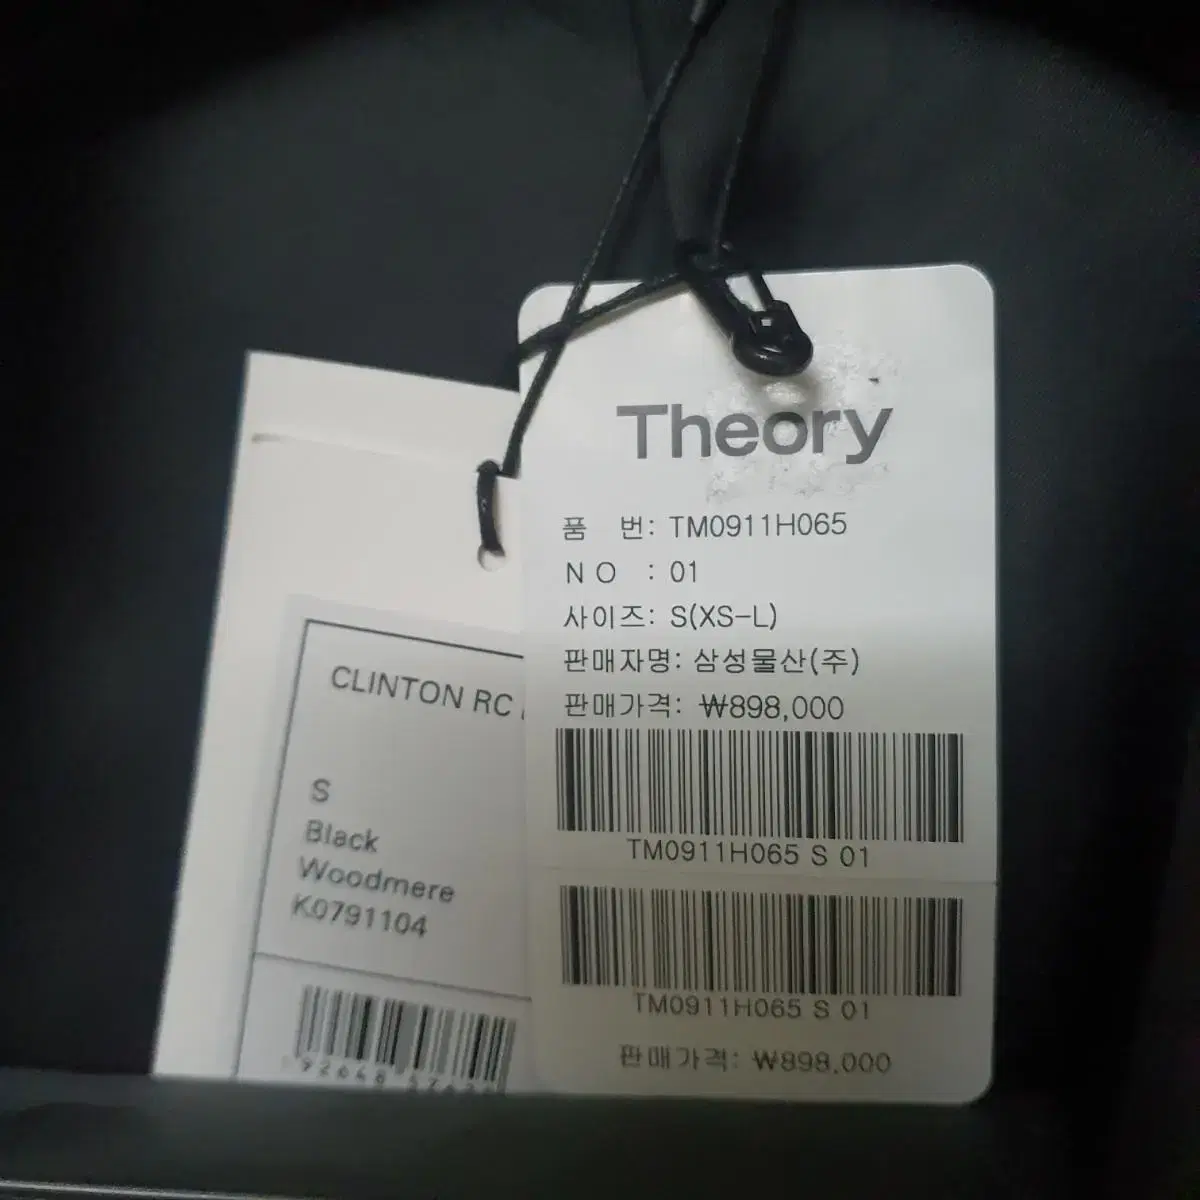 Theory
품 번: TM0911H065
NO : 01
사이즈: S(XS-L)
판매자명: 삼성물산(주)
판매가격: ₩898,000
TM0911H065 S 01
TM0911H065 S 01
판매가격: ₩898,000
CLINTON RC
S
Black
Woodmere
K0791104